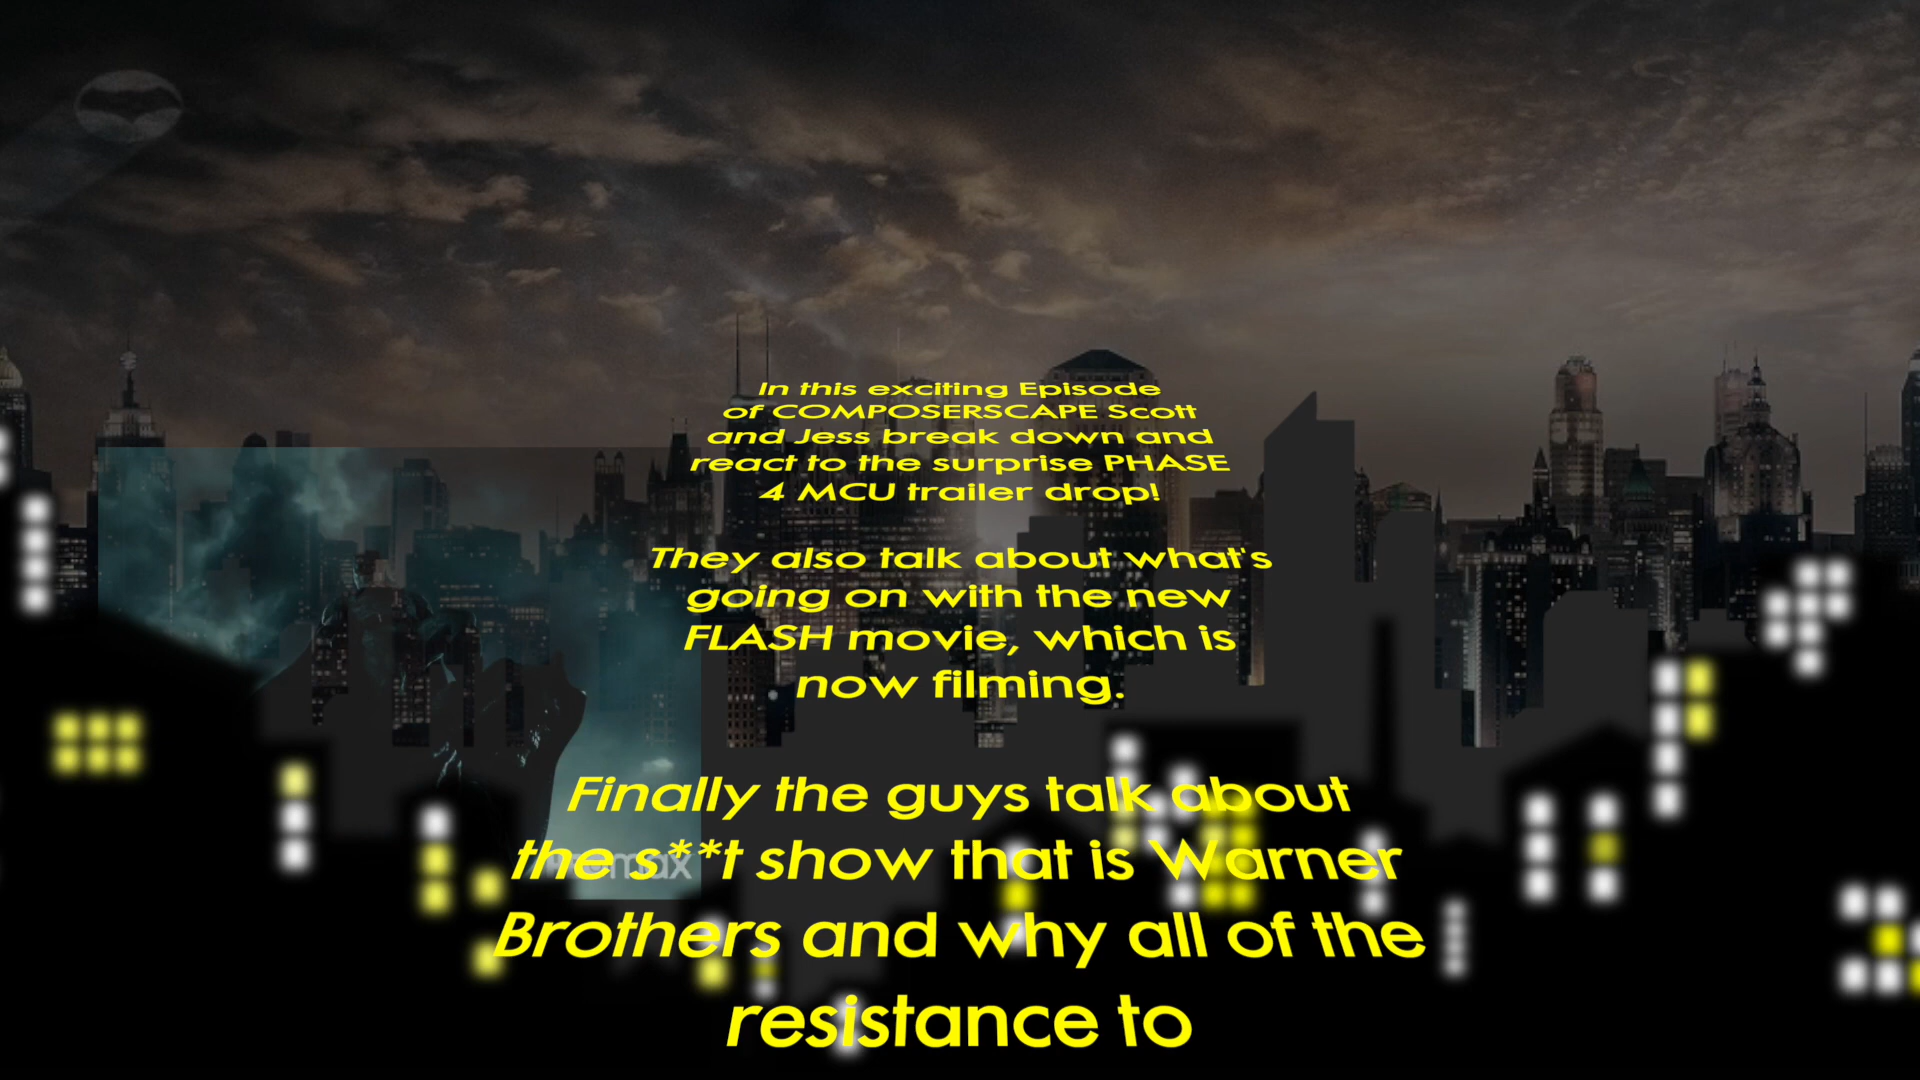 In this exciting Episode
of COMPOSERSCAPE Scott
and Jess break down and
react to the surprise PHASE
4 MCU trailer drop!
They also talk about what's
going on with the new
FLASH movie, which is
now filming.
Finally the guys talk about
the s**t show that is Warner
Brothers and why all of the
resistance to
max